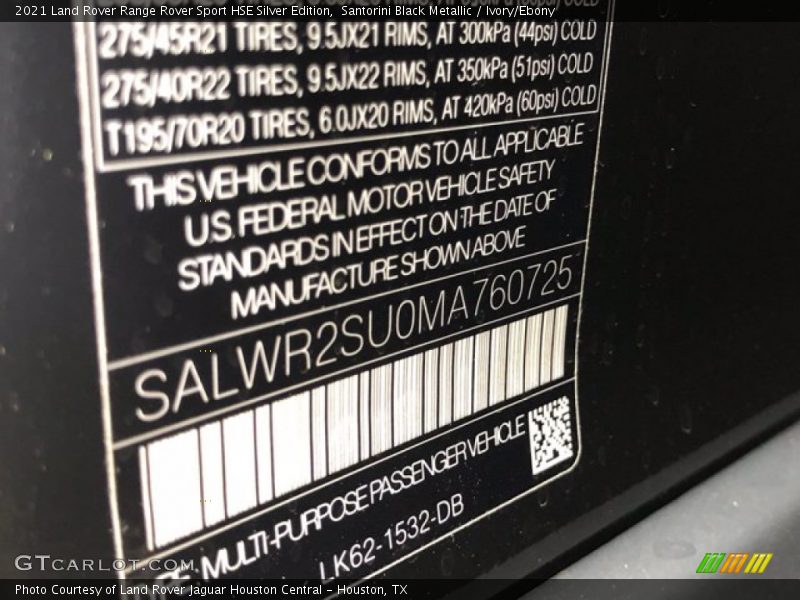 2021 Land Rover Range Rover Sport HSE Silver Edition, Santorini Black Metallic / Ivory/Ebony
275/45R21 TIRES, 9.5JX21 RIMS, AT 300kPa (44psi) COLD
275/40R22 TIRES, 9.5JX22 RIMS, AT 350kPa (51psi) COLD
T195/70R20 TIRES, 6.0JX20 RIMS, AT 420kPa (60psi) COLD
THIS VEHICLE CONFORMS TO ALL APPLICABLE
U.S. FEDERAL MOTOR VEHICLE SAFETY
STANDARDS IN EFFECT ON THE DATE OF
MANUFACTURE SHOWN ABOVE
SALWR2SU0MA760725
MULTI-PURPOSE PASSENGER VEHICLE
LK62-1532-DB
GTCARLOT.COM
Photo Courtesy of Land Rover Jaguar Houston Central - Houston, TX